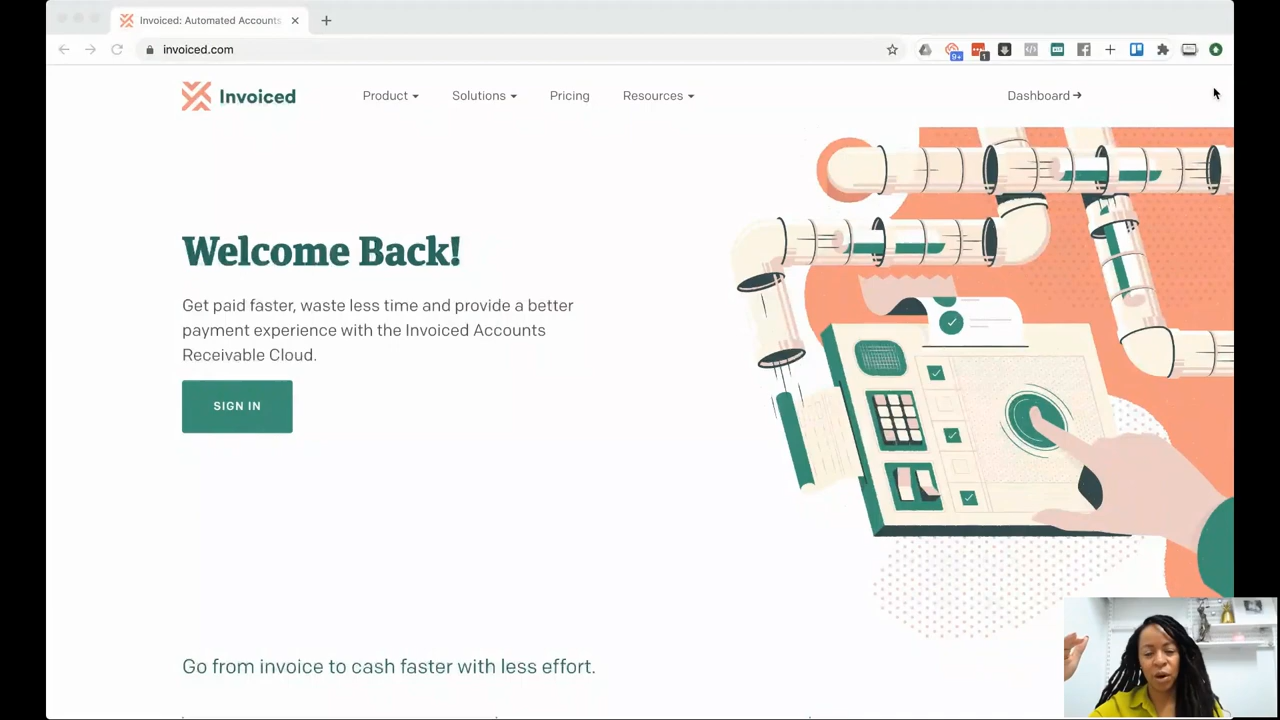 Invoiced: Automated Accounts
invoiced.com
9+
1
Invoiced
Product
Solutions
Pricing
Resources
Dashboard
Welcome Back!
Get paid faster, waste less time and provide a better
payment experience with the Invoiced Accounts
Receivable Cloud.
SIGN IN
Go from invoice to cash faster with less effort.